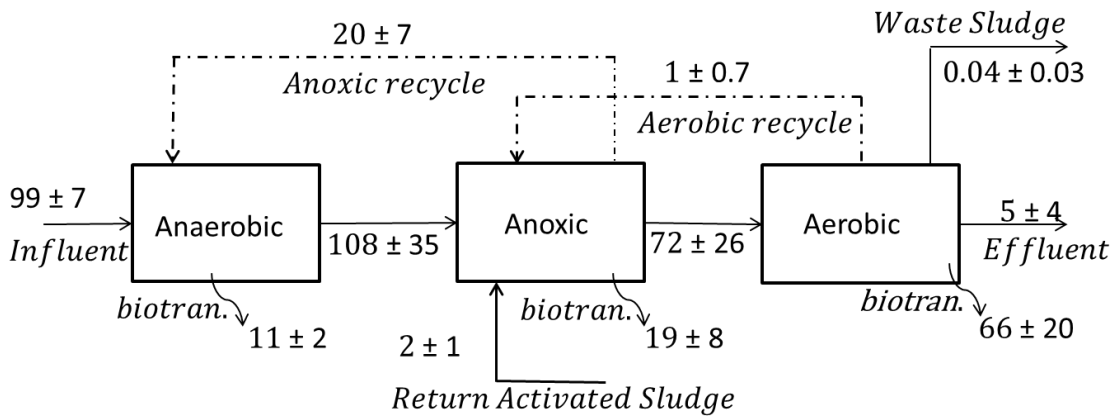 Waste Sludge
20 ± 7
0.04 ± 0.03
1 ± 0.7
Anoxic recycle
Aerobic recycle
99 ± 7
Influent
Anaerobic
108 ± 35
Anoxic
72 ± 26
Aerobic
5 ± 4
Effluent
biotran.
11 ± 2
biotran.
19 ± 8
biotran.
66 ± 20
2 ± 1
Return Activated Sludge